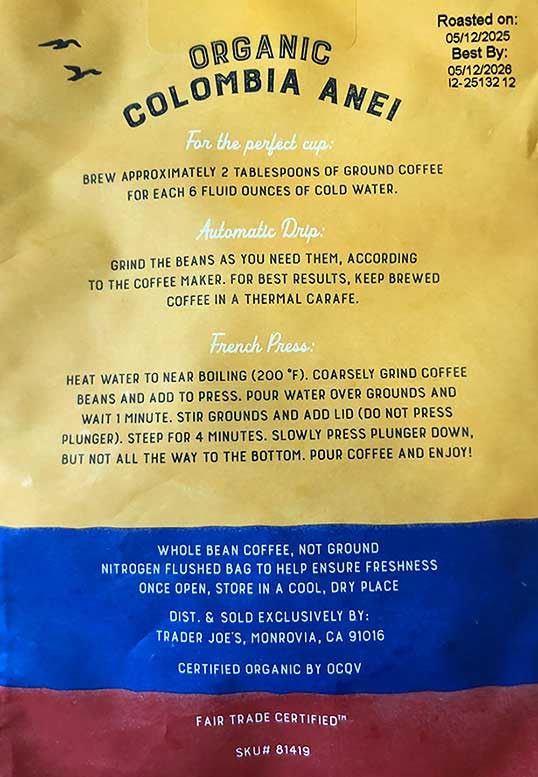 Roasted on:
05/12/2025
Best By:
05/12/2026
I2-25132 12
ORGANIC
COLOMBIA ANEI
For the perfect cup:
BREW APPROXIMATELY 2 TABLESPOONS OF GROUND COFFEE
FOR EACH 6 FLUID OUNCES OF COLD WATER.
Automatic Drip:
GRIND THE BEANS AS YOU NEED THEM, ACCORDING
TO THE COFFEE MAKER. FOR BEST RESULTS, KEEP BREWED
COFFEE IN A THERMAL CARAFE.
French Press:
HEAT WATER TO NEAR BOILING (200 °F). COARSELY GRIND COFFEE
BEANS AND ADD TO PRESS. POUR WATER OVER GROUNDS AND
WAIT 1 MINUTE. STIR GROUNDS AND ADD LID (DO NOT PRESS
PLUNGER). STEEP FOR 4 MINUTES. SLOWLY PRESS PLUNGER DOWN,
BUT NOT ALL THE WAY TO THE BOTTOM. POUR COFFEE AND ENJOY!
WHOLE BEAN COFFEE, NOT GROUND
NITROGEN FLUSHED BAG TO HELP ENSURE FRESHNESS
ONCE OPEN, STORE IN A COOL, DRY PLACE
DIST. & SOLD EXCLUSIVELY BY:
TRADER JOE'S, MONROVIA, CA 91016
CERTIFIED ORGANIC BY OCQV
FAIR TRADE CERTIFIED™
SKU# 81419